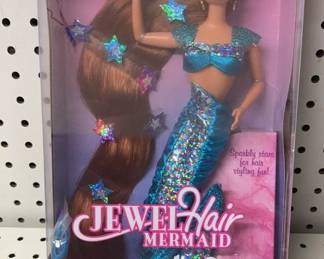 Sparkly stars
for hair
styling fun!
JEWEL Hair
MERMAID